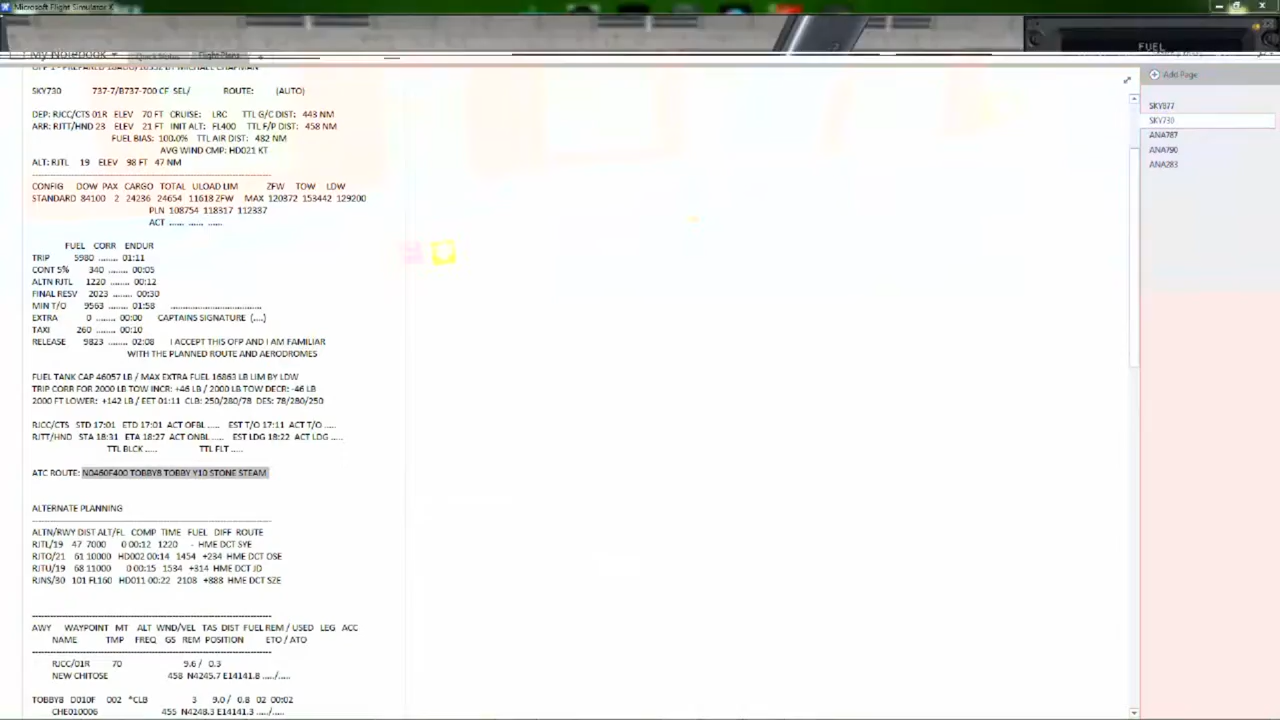 Microsoft Flight Simulator X
FUEL
My Notebook
Flight Plans
Add Page
SKY877
SKY730
ANA787
ANA790
ANA283
SKY730 737-7/B737-700 CF SEL/ ROUTE: (AUTO)
DEP: RJCC/CTS 01R ELEV 70 FT CRUISE: LRC TTL G/C DIST: 443 NM
ARR: RJTT/HND 23 ELEV 21 FT INIT ALT: FL400 TTL F/P DIST: 458 NM
FUEL BIAS: 100.0% TTL AIR DIST: 482 NM
AVG WIND CMP: HD021 KT
ALT: RJTL 19 ELEV 98 FT 47 NM
CONFIG DOW PAX CARGO TOTAL ULOAD LIM ZFW TOW LDW
STANDARD 84100 2 24236 24654 11618 ZFW MAX 120372 153442 129200
PLN 108754 118317 112337
ACT ...... ...... ......
FUEL CORR ENDUR
TRIP 5980 ........ 01:11
CONT 5% 340 ........ 00:05
ALTN RJTL 1220 ........ 00:12
FINAL RESV 2023 ........ 00:30
MIN T/O 9563 ........ 01:58 ......................................
EXTRA 0 ........ 00:00 CAPTAINS SIGNATURE (....)
TAXI 260 ........ 00:10
RELEASE 9823 ........ 02:08 I ACCEPT THIS OFP AND I AM FAMILIAR
WITH THE PLANNED ROUTE AND AERODROMES
FUEL TANK CAP 46057 LB / MAX EXTRA FUEL 16863 LB LIM BY LDW
TRIP CORR FOR 2000 LB TOW INCR: +46 LB / 2000 LB TOW DECR: -46 LB
2000 FT LOWER: +142 LB / EET 01:11 CLB: 250/280/78 DES: 78/280/250
RJCC/CTS STD 17:01 ETD 17:01 ACT OFBL ..... EST T/O 17:11 ACT T/O .....
RJTT/HND STA 18:31 ETA 18:27 ACT ONBL ..... EST LDG 18:22 ACT LDG .....
TTL BLCK ..... TTL FLT .....
ATC ROUTE: N0460F400 TOBBY8 TOBBY Y10 STONE STEAM
ALTERNATE PLANNING
ALTN/RWY DIST ALT/FL COMP TIME FUEL DIFF ROUTE
RJTL/19 47 7000 0 00:12 1220 - HME DCT SYE
RJTO/21 61 10000 HD002 00:14 1454 +234 HME DCT OSE
RJTU/19 68 11000 0 00:15 1534 +314 HME DCT JD
RJNS/30 101 FL160 HD011 00:22 2108 +888 HME DCT SZE
AWY WAYPOINT MT ALT WND/VEL TAS DIST FUEL REM / USED LEG ACC
NAME TMP FREQ GS REM POSITION ETO / ATO
RJCC/01R 70 9.6 / 0.3
NEW CHITOSE 458 N4245.7 E14141.8 ...../.....
TOBBY8 D010F 002 *CLB 3 9.0 / 0.8 02 00:02
CHE010006 455 N4248.3 E14141.3 ...../.....